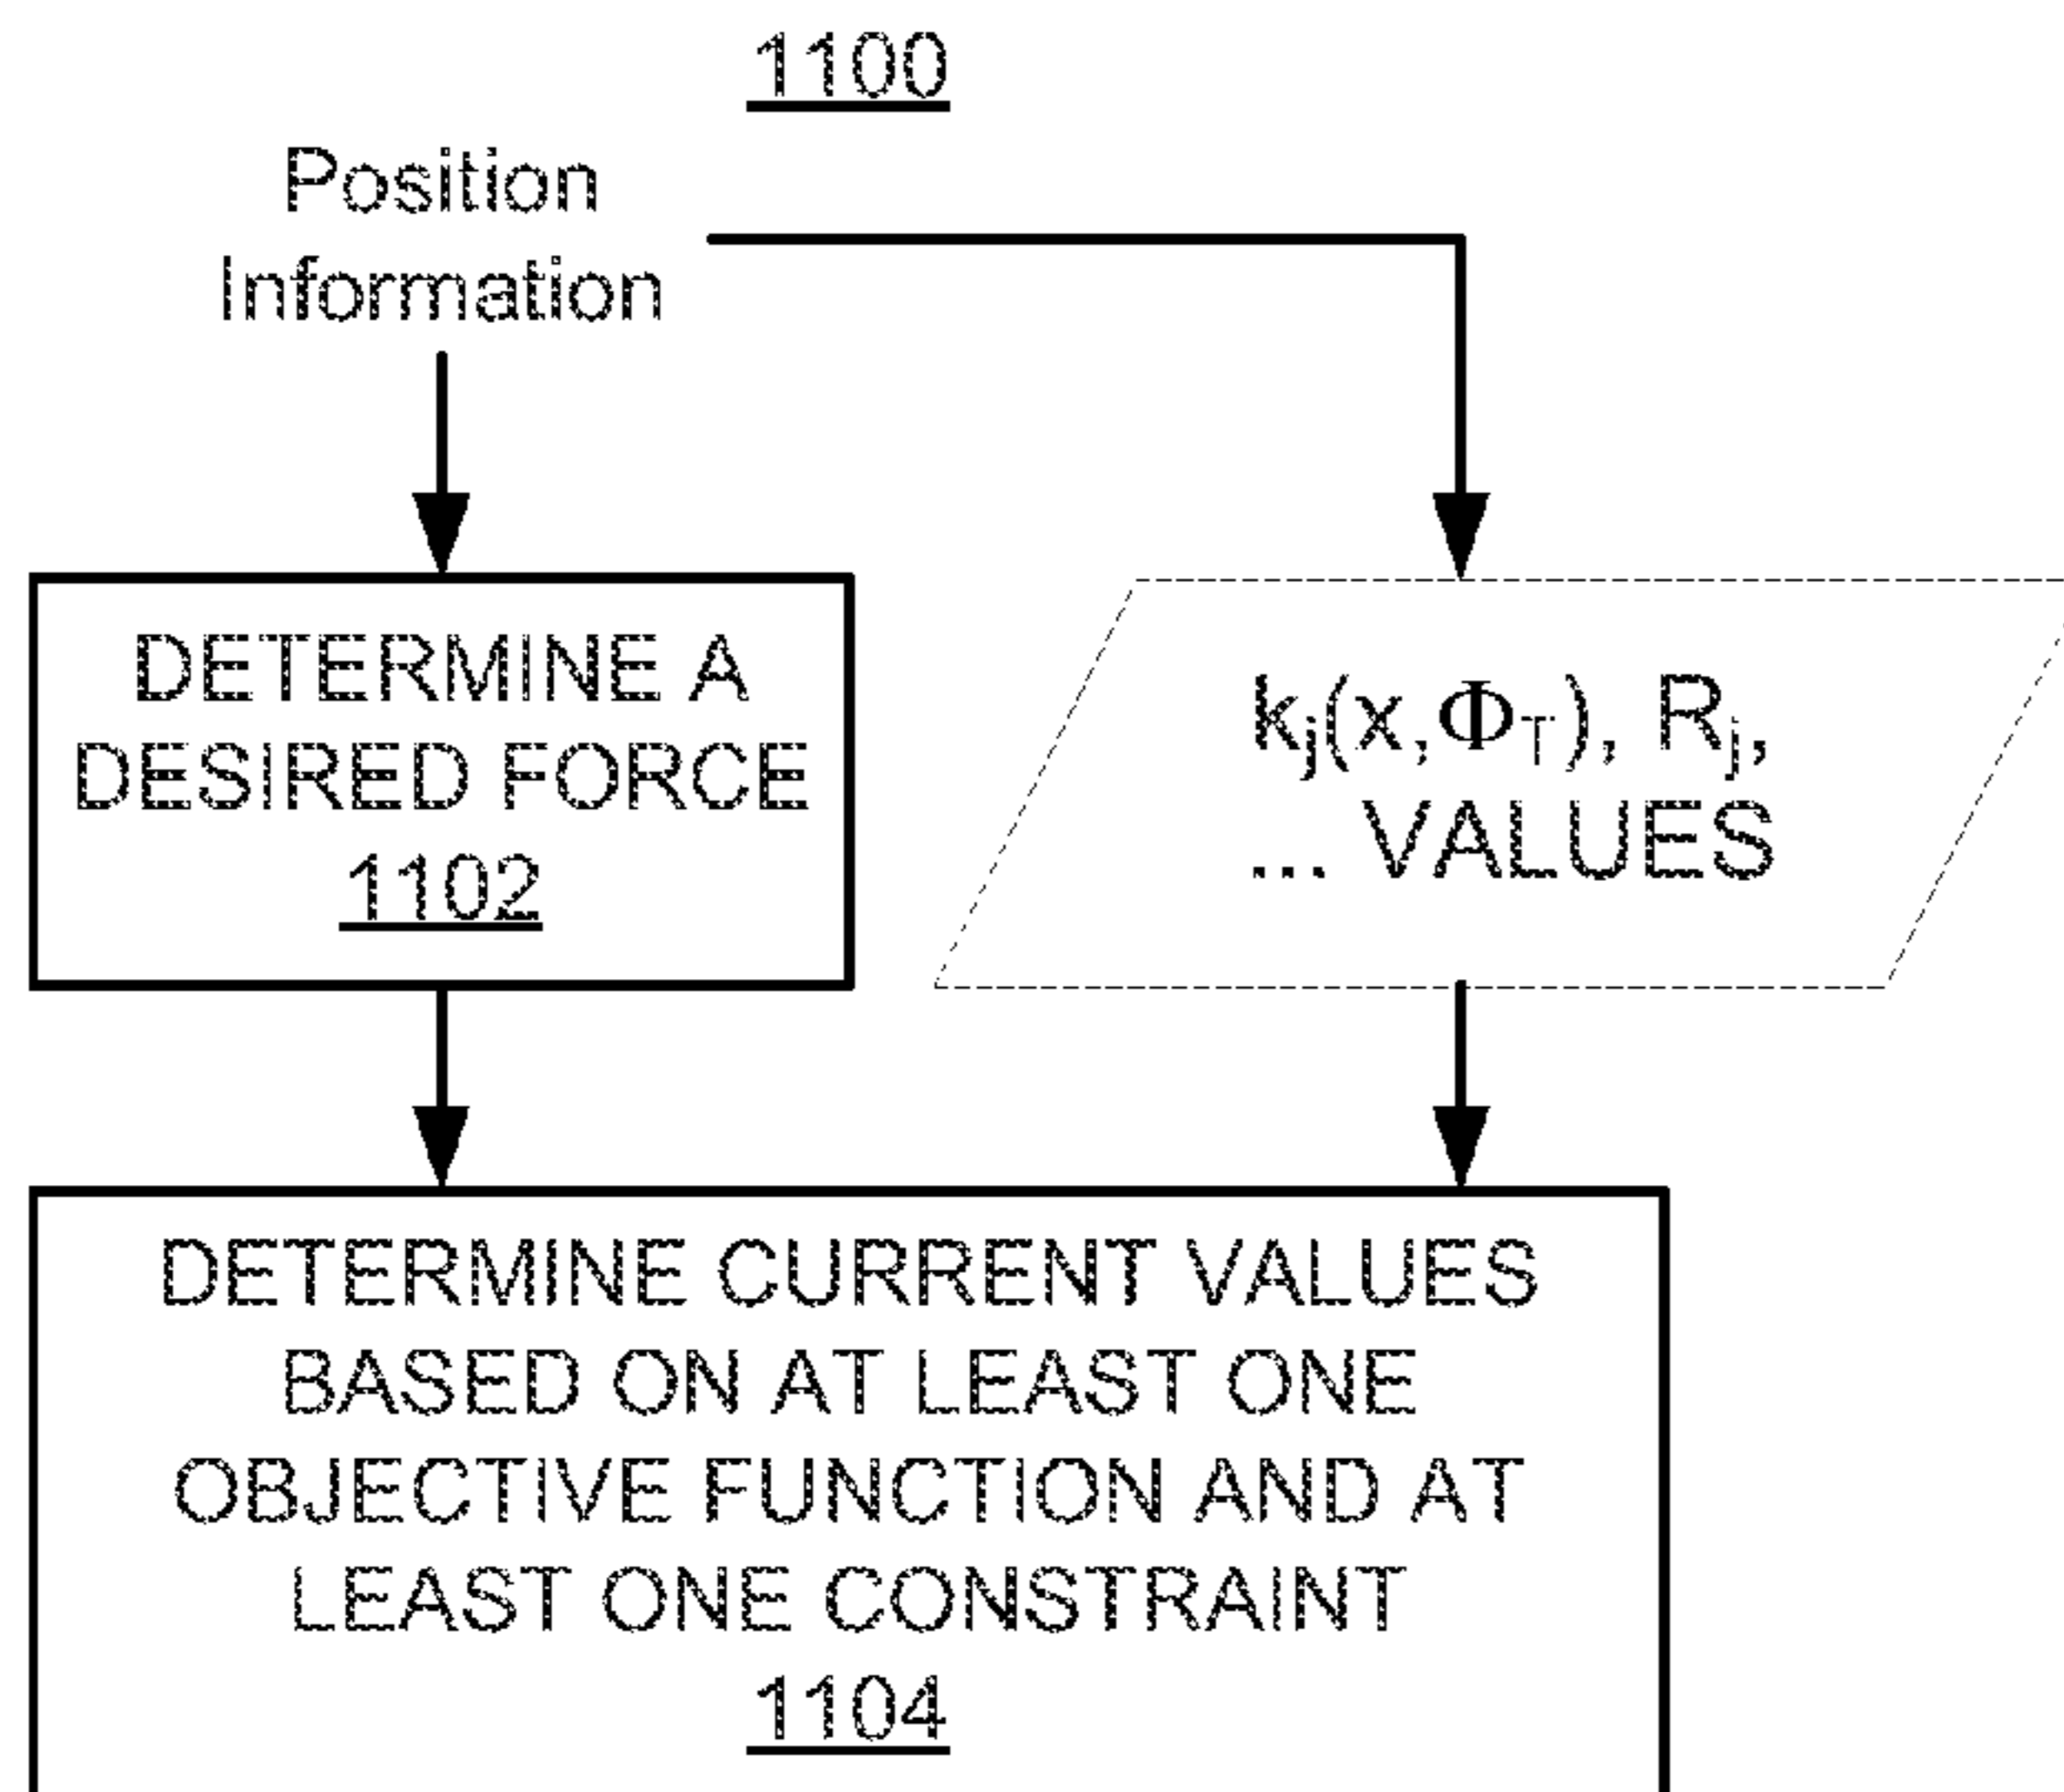 1100
Position
Information
DETERMINE A
DESIRED FORCE
1102
kⱼ(x,Φ_T), Rⱼ,
... VALUES
DETERMINE CURRENT VALUES
BASED ON AT LEAST ONE
OBJECTIVE FUNCTION AND AT
LEAST ONE CONSTRAINT
1104